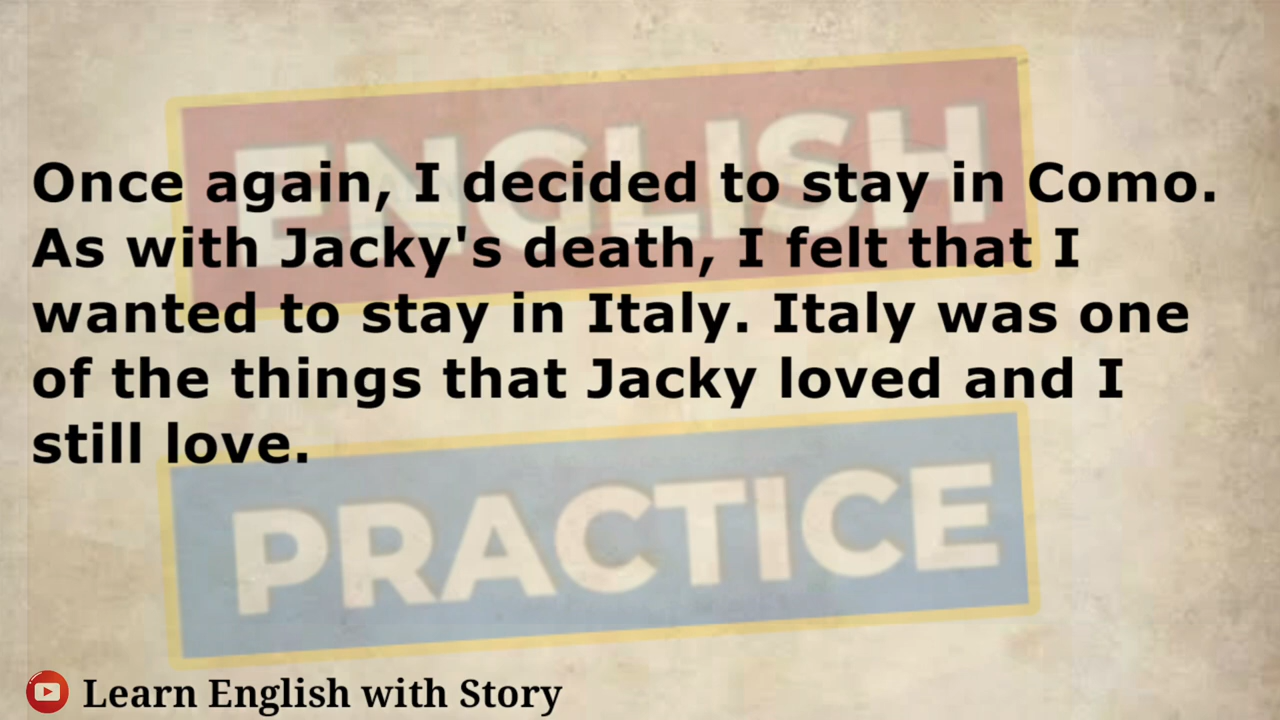 ENGLISH
Once again, I decided to stay in Como.
As with Jacky's death, I felt that I
wanted to stay in Italy. Italy was one
of the things that Jacky loved and I
still love.
PRACTICE
Learn English with Story